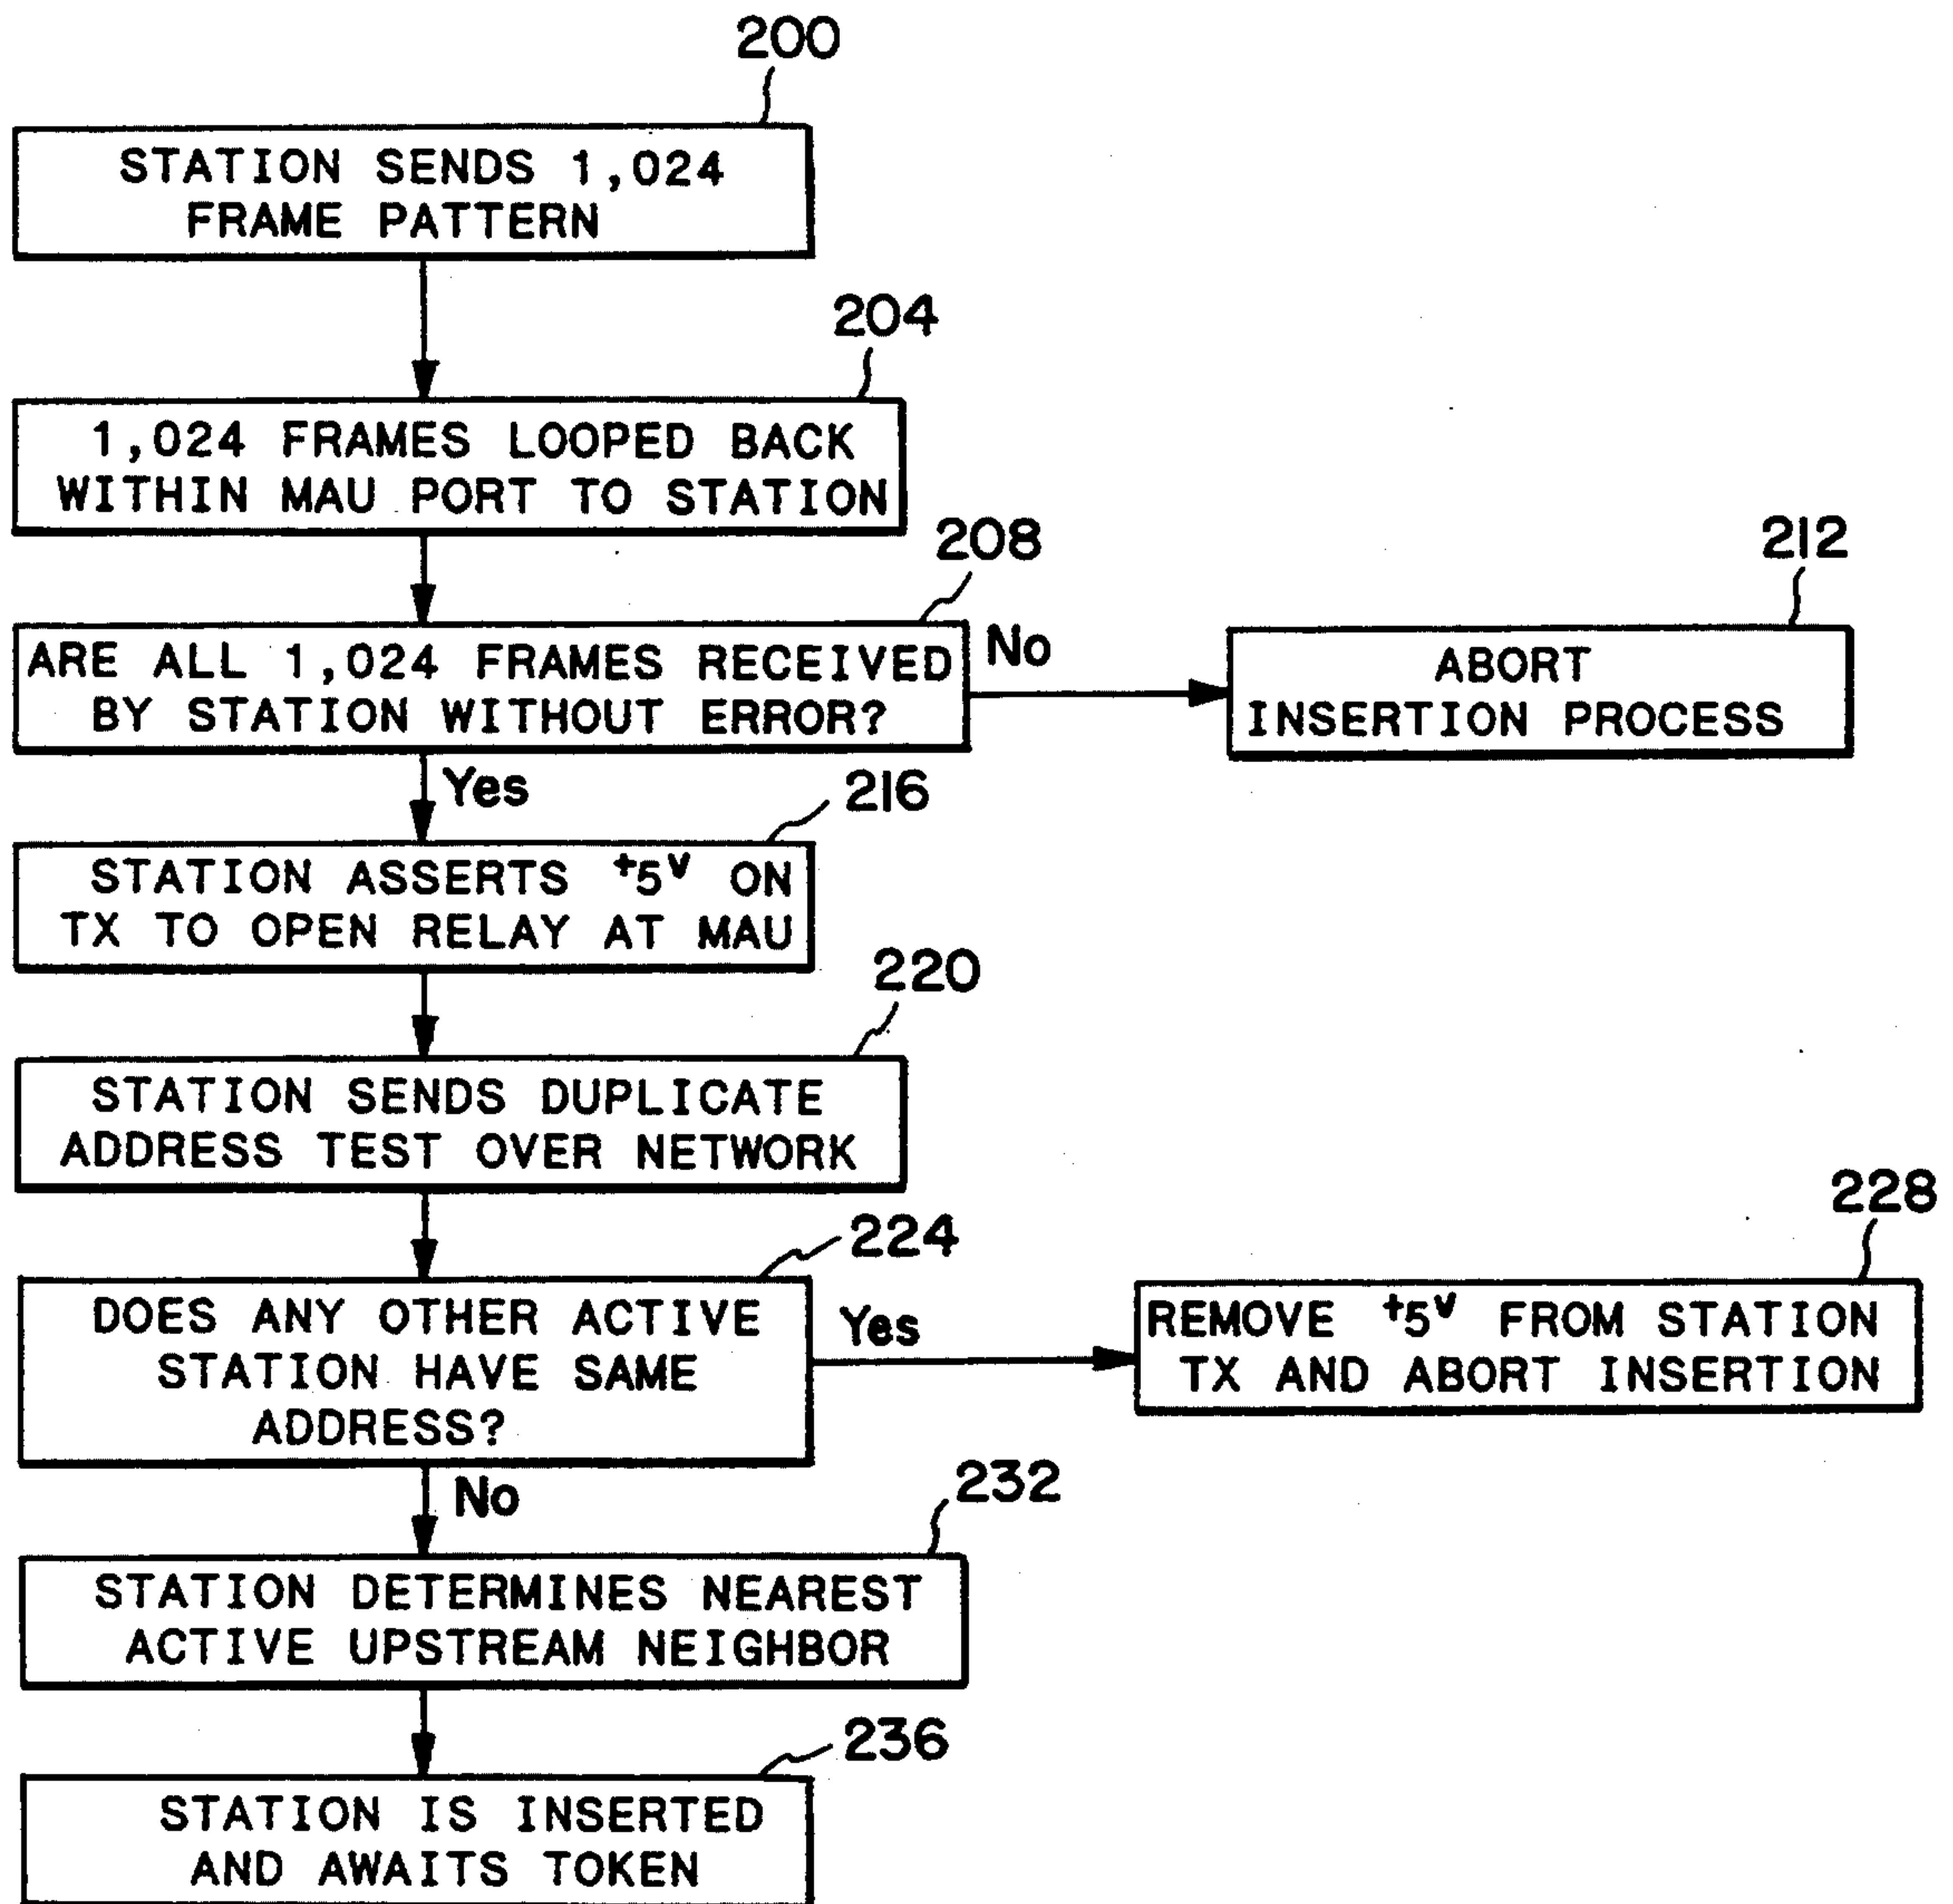 200
STATION SENDS 1,024
FRAME PATTERN
204
1,024 FRAMES LOOPED BACK
WITHIN MAU PORT TO STATION
208
ARE ALL 1,024 FRAMES RECEIVED
BY STATION WITHOUT ERROR?
No
212
ABORT
INSERTION PROCESS
Yes
216
STATION ASSERTS +5V ON
TX TO OPEN RELAY AT MAU
220
STATION SENDS DUPLICATE
ADDRESS TEST OVER NETWORK
224
DOES ANY OTHER ACTIVE
STATION HAVE SAME
ADDRESS?
Yes
228
REMOVE +5V FROM STATION
TX AND ABORT INSERTION
No
232
STATION DETERMINES NEAREST
ACTIVE UPSTREAM NEIGHBOR
236
STATION IS INSERTED
AND AWAITS TOKEN